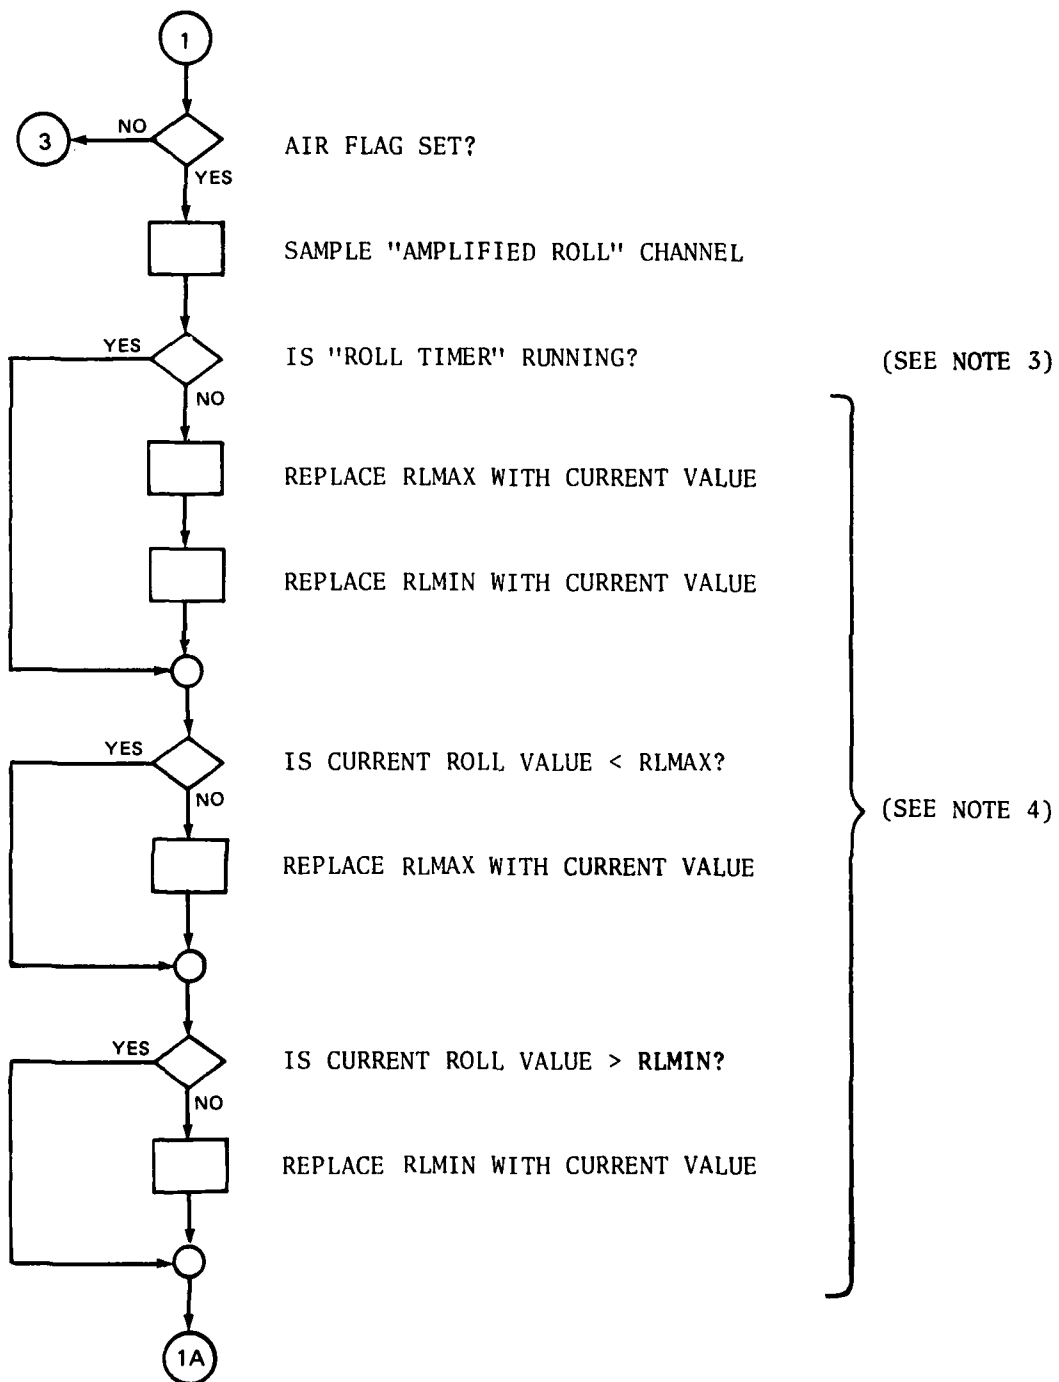 1
3 NO AIR FLAG SET?
YES
SAMPLE "AMPLIFIED ROLL" CHANNEL
YES IS "ROLL TIMER" RUNNING? (SEE NOTE 3)
NO
REPLACE RLMAX WITH CURRENT VALUE
REPLACE RLMIN WITH CURRENT VALUE
YES IS CURRENT ROLL VALUE < RLMAX?
NO
(SEE NOTE 4)
REPLACE RLMAX WITH CURRENT VALUE
YES IS CURRENT ROLL VALUE > RLMIN?
NO
REPLACE RLMIN WITH CURRENT VALUE
1A